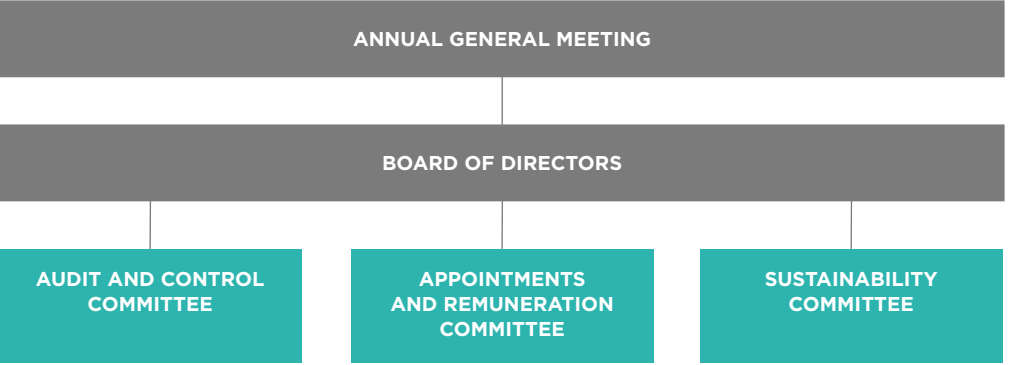 ANNUAL GENERAL MEETING
BOARD OF DIRECTORS
AUDIT AND CONTROL
COMMITTEE
APPOINTMENTS
AND REMUNERATION
COMMITTEE
SUSTAINABILITY
COMMITTEE